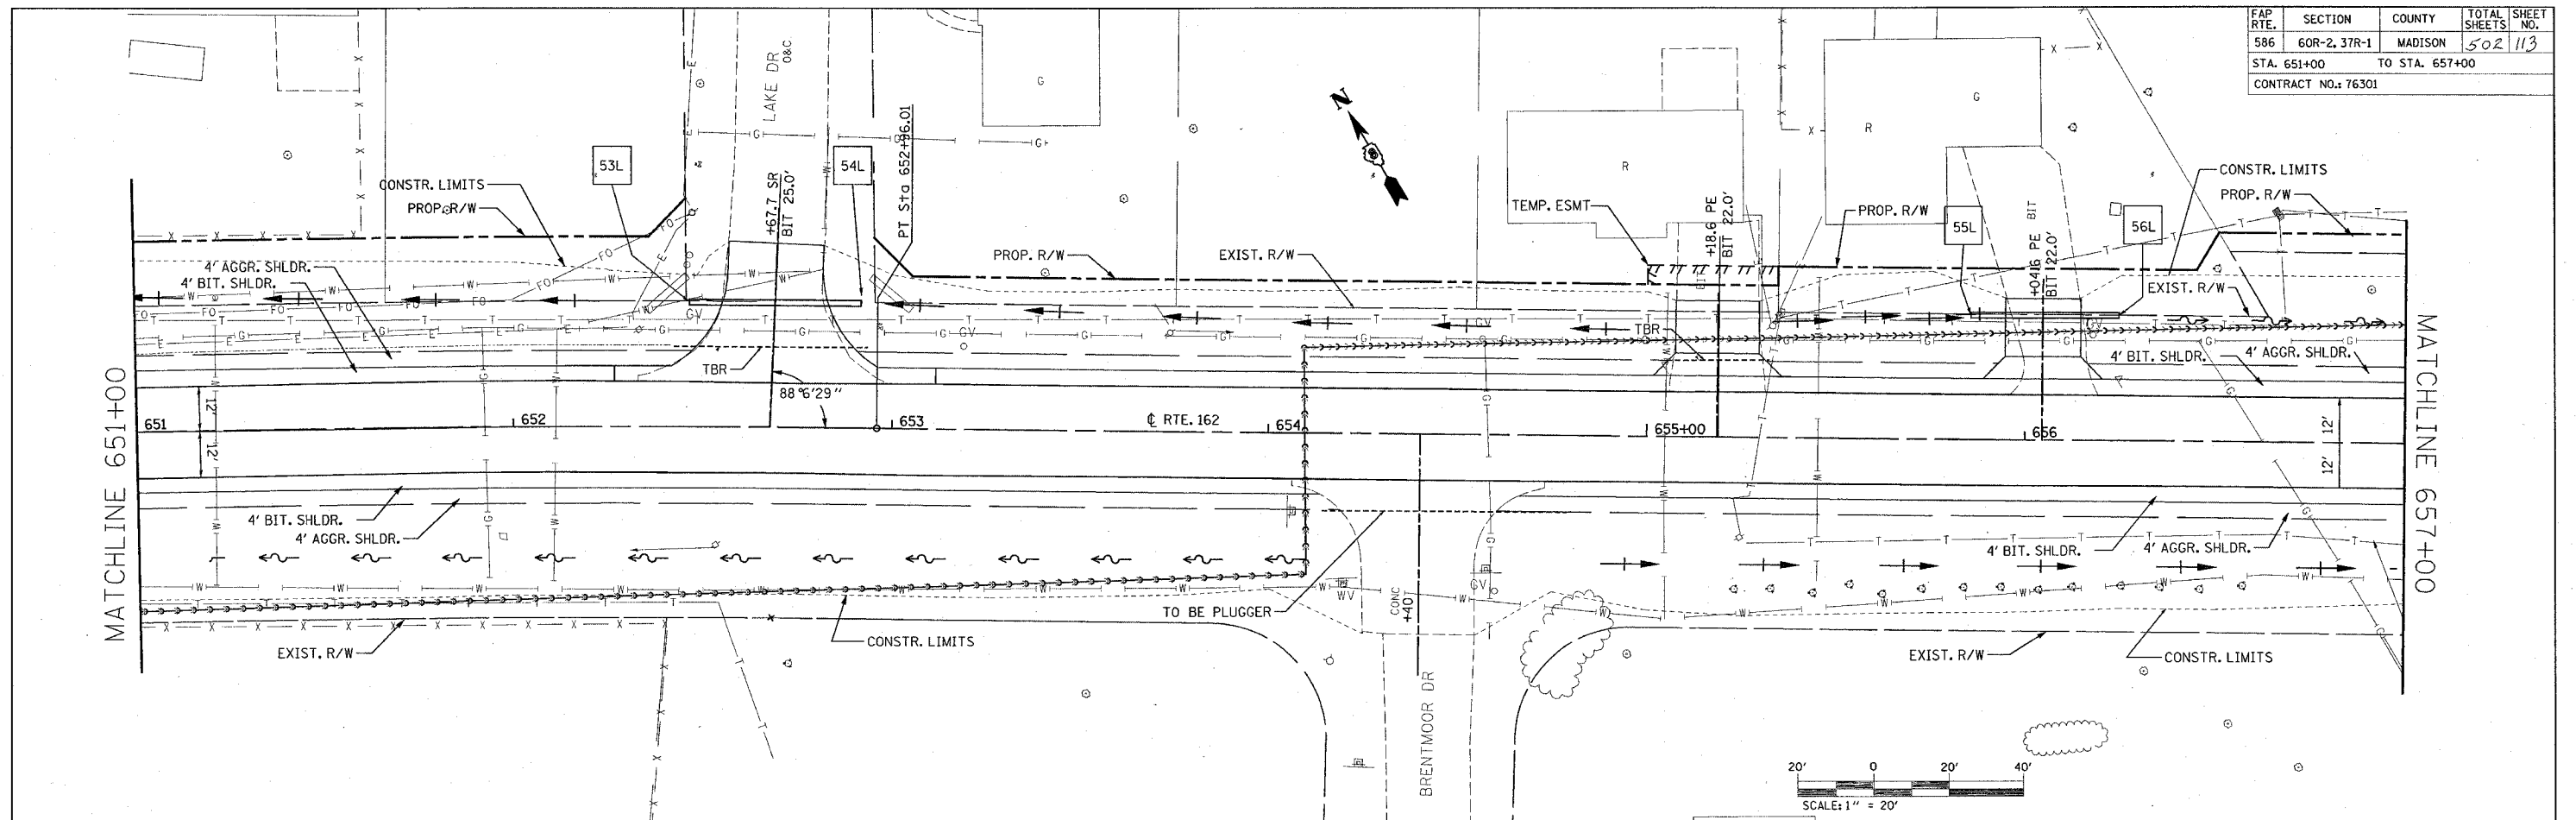 FAP RTE. SECTION COUNTY TOTAL SHEETS SHEET NO.
586 60R-2, 37R-1 MADISON 502 113
STA. 651+00 TO STA. 657+00
CONTRACT NO.: 76301
LAKE DR
O&C
G
G
R
R
N
53L
54L
55L
56L
PT Sta 652+96.01
+67.7 SR
BIT 25.0'
+18.6 PE
BIT 22.0'
+04.6 PE BIT
BIT 22.0'
CONSTR. LIMITS
PROP. R/W
CONSTR. LIMITS
PROP. R/W
TEMP. ESMT
PROP. R/W
PROP. R/W
EXIST. R/W
EXIST. R/W
4' AGGR. SHLDR.
4' BIT. SHLDR.
GV
GV
GV
TBR
TBR
4' BIT. SHLDR.
4' AGGR. SHLDR.
88°6'29"
MATCHLINE 651+00
MATCHLINE 657+00
651
652
653
℄ RTE. 162
654
655+00
656
12'
12'
12'
12'
4' BIT. SHLDR.
4' AGGR. SHLDR.
4' BIT. SHLDR.
4' AGGR. SHLDR.
WV
GV
TO BE PLUGGER
CONC
+40
EXIST. R/W
CONSTR. LIMITS
EXIST. R/W
CONSTR. LIMITS
BRENTMOOR DR
20' 0 20' 40'
SCALE: 1" = 20'